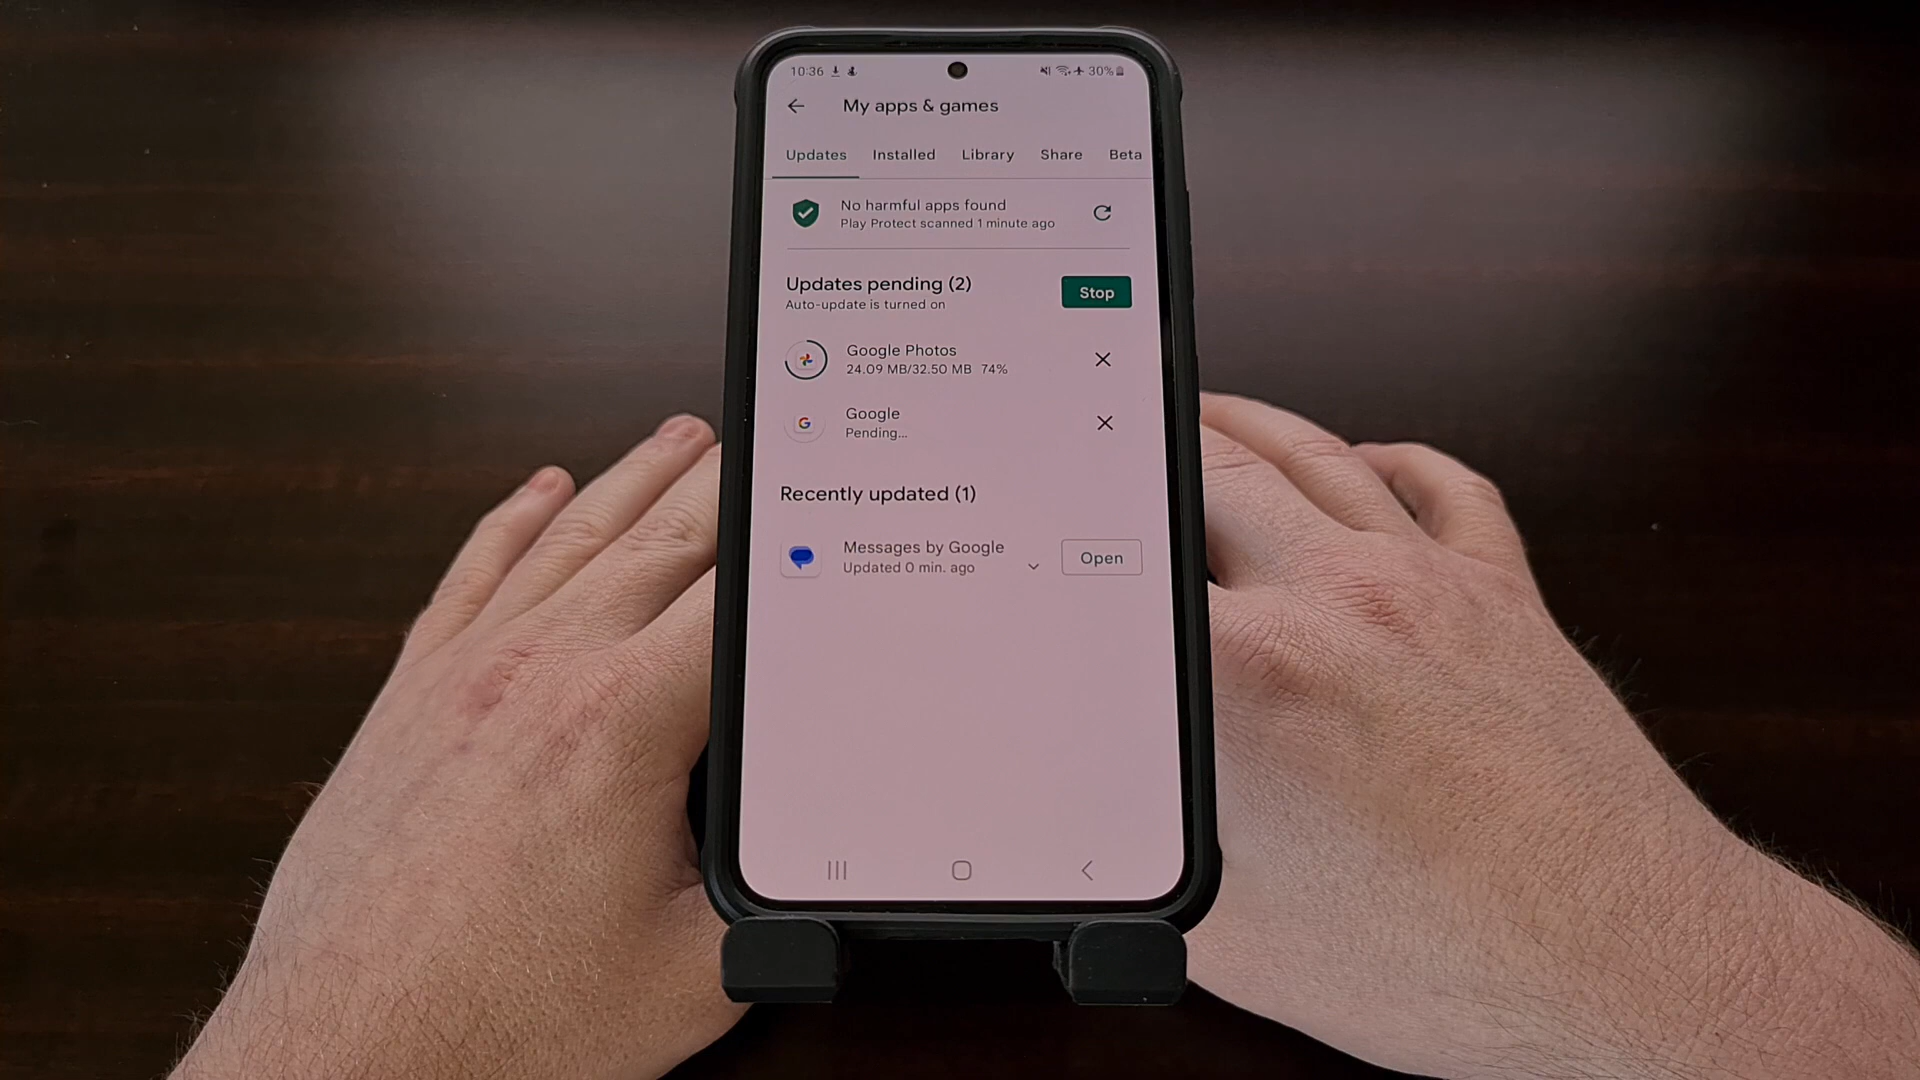 10:36 30%
My apps & games
Updates Installed Library Share Beta
No harmful apps found
Play Protect scanned 1 minute ago
Updates pending (2)
Auto-update is turned on
Stop
Google Photos
24.09 MB/32.50 MB 74%
G
Google
Pending...
Recently updated (1)
Messages by Google
Updated 0 min. ago
Open